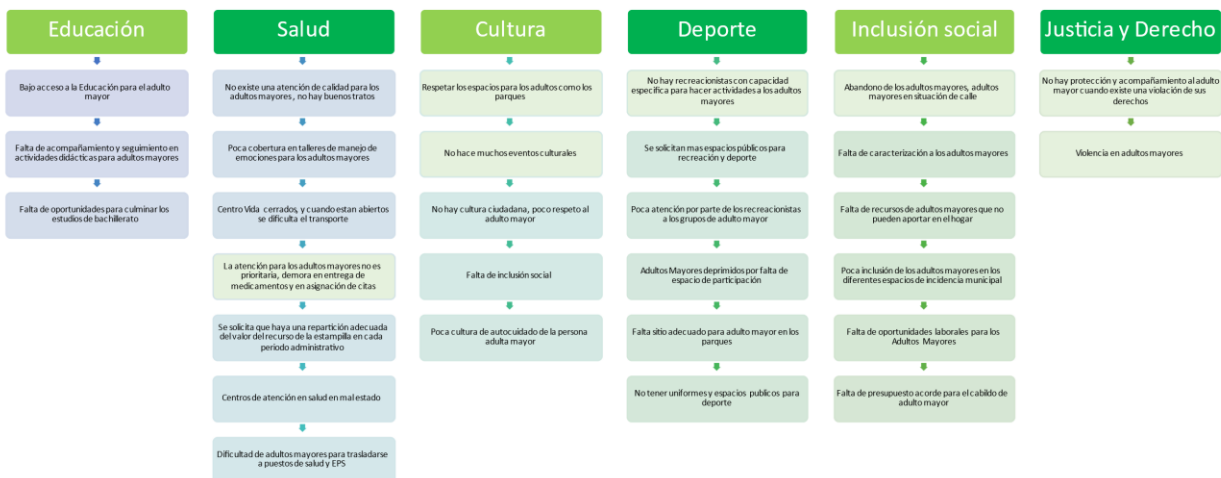 Educación
Bajo acceso a la Educación para el adulto
mayor
Falta de acompañamiento y seguimiento en
actividades didácticas para adultos mayores
Falta de oportunidades para culminar los
estudios de bachillerato
Salud
No existe una atención de calidad para los
adultos mayores , no hay buenos tratos
Poca cobertura en talleres de manejo de
emociones para los adultos mayores
Centro Vida cerrados, y cuando estan abiertos
se dificulta el transporte
La atención para los adultos mayores no es
prioritaria, demora en entrega de
medicamentos y en asignación de citas
Se solicita que haya una repartición adecuada
del valor del recurso de la estampilla en cada
periodo administrativo
Centros de atención en salud en mal estado
Dificultad de adultos mayores para trasladarse
a puestos de salud y EPS
Cultura
Respetar los espacios para los adultos como los
parques
No hace muchos eventos culturales
No hay cultura ciudadana, poco respeto al
adulto mayor
Falta de inclusión social
Poca cultura de autocuidado de la persona
adulta mayor
Deporte
No hay recreacionistas con capacidad
especifica para hacer actividades a los adultos
mayores
Se solicitan mas espacios públicos para
recreación y deporte
Poca atención por parte de los recreacionistas
a los grupos de adulto mayor
Adultos Mayores deprimidos por falta de
espacio de participación
Falta sitio adecuado para adulto mayor en los
parques
No tener uniformes y espacios publicos para
deporte
Inclusión social
Abandono de los adultos mayores, adultos
mayores en situación de calle
Falta de caracterización a los adultos mayores
Falta de recursos de adultos mayores que no
pueden aportar en el hogar
Poca inclusión de los adultos mayores en los
diferentes espacios de incidencia municipal
Falta de oportunidades laborales para los
Adultos Mayores
Falta de presupuesto acorde para el cabildo de
adulto mayor
Justicia y Derecho
No hay protección y acompañamiento al adulto
mayor cuando existe una violación de sus
derechos
Violencia en adultos mayores